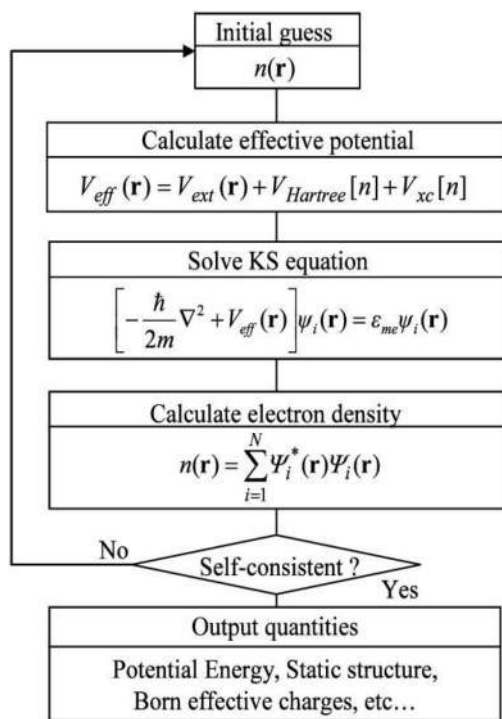 Initial guess
n(r)
Calculate effective potential
V_eff(r) = V_ext(r) + V_Hartree[n] + V_xc[n]
Solve KS equation
[-ℏ/2m ∇² + V_eff(r)]ψ_i(r) = ε_me ψ_i(r)
Calculate electron density
n(r) = ∑_{i=1}^{N} Ψ_i^*(r)Ψ_i(r)
No
Self-consistent ?
Yes
Output quantities
Potential Energy, Static structure,
Born effective charges, etc…